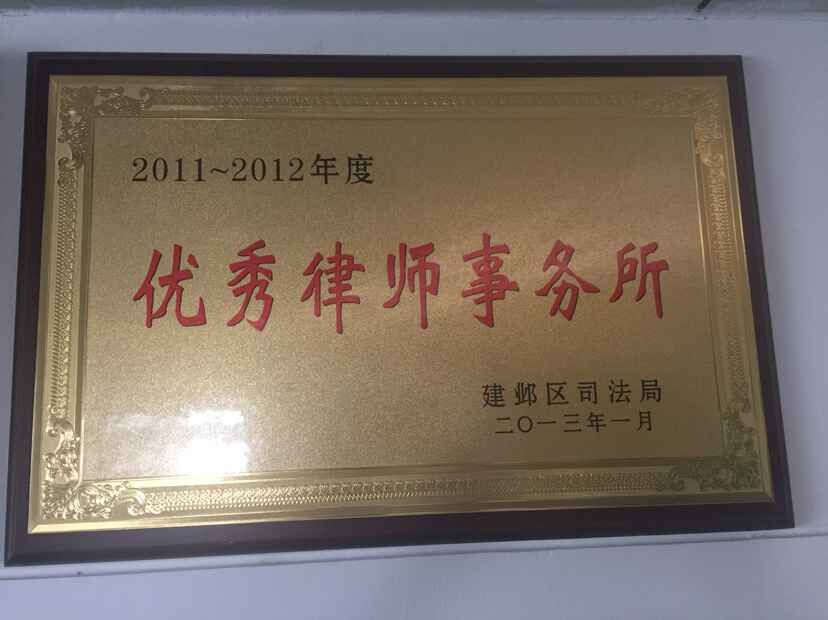 2011~2012年度
优秀律师事务所
建邺区司法局
二〇一三年一月